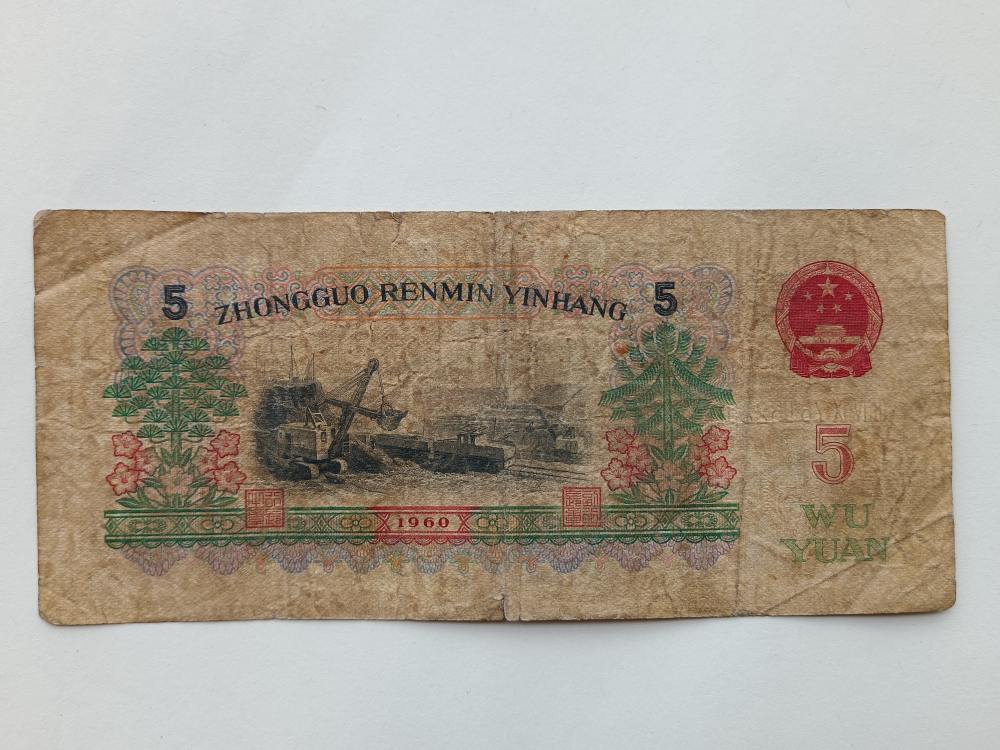 5 ZHONGGUO RENMIN YINHANG 5
5
1960
WU
YUAN